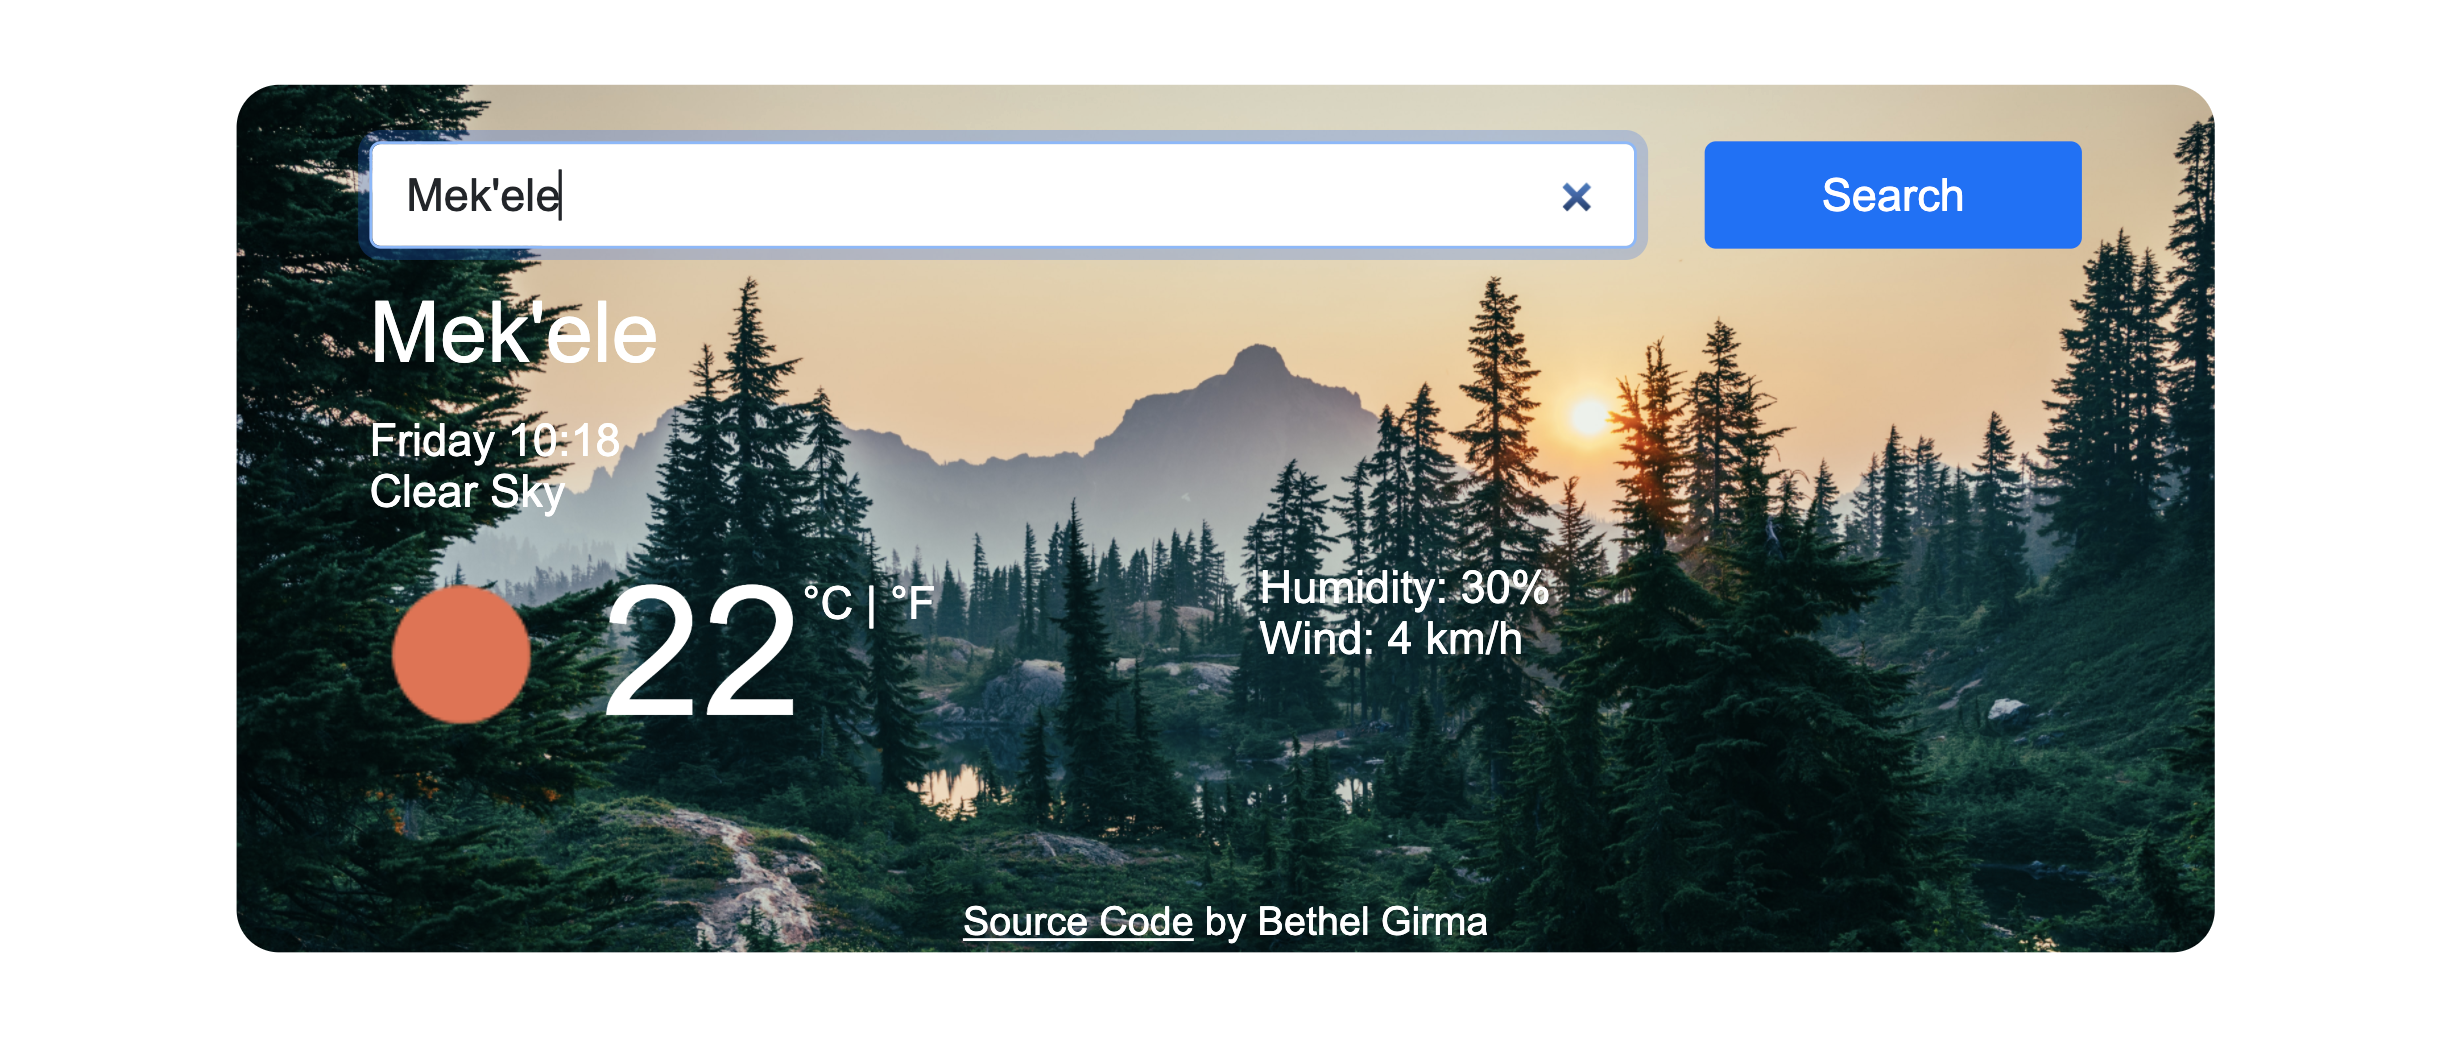 Mek'ele
Search
Mek'ele
Friday 10:18
Clear Sky
22 °C | °F
Humidity: 30%
Wind: 4 km/h
Source Code by Bethel Girma